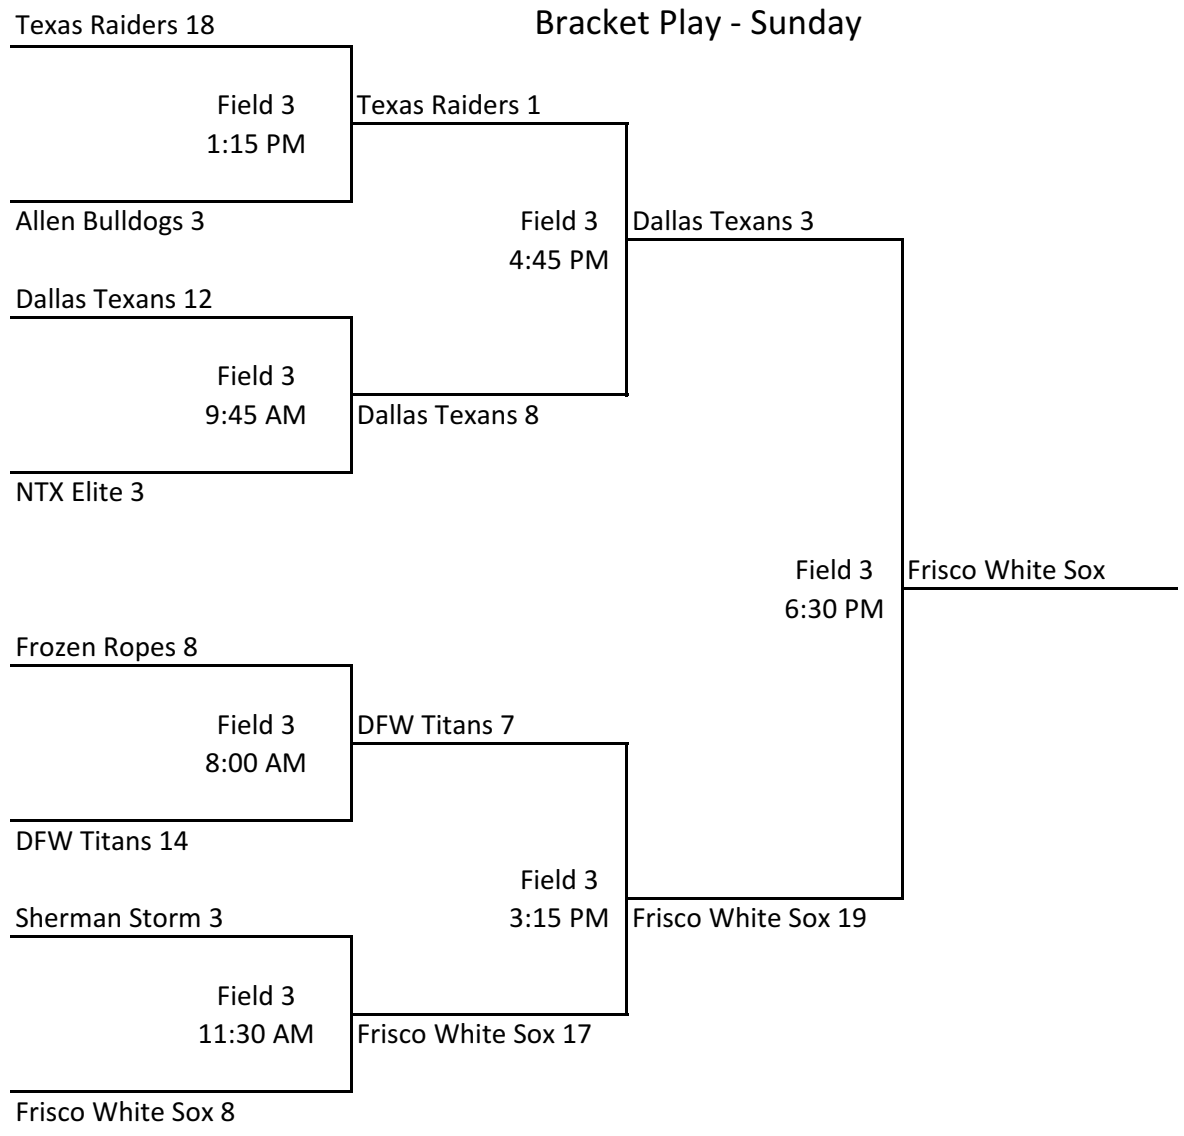 Texas Raiders 18
Bracket Play - Sunday
Field 3
1:15 PM
Texas Raiders 1
Allen Bulldogs 3
Field 3
4:45 PM
Dallas Texans 3
Dallas Texans 12
Field 3
9:45 AM
Dallas Texans 8
NTX Elite 3
Field 3
6:30 PM
Frisco White Sox
Frozen Ropes 8
Field 3
8:00 AM
DFW Titans 7
DFW Titans 14
Field 3
3:15 PM
Frisco White Sox 19
Sherman Storm 3
Field 3
11:30 AM
Frisco White Sox 17
Frisco White Sox 8